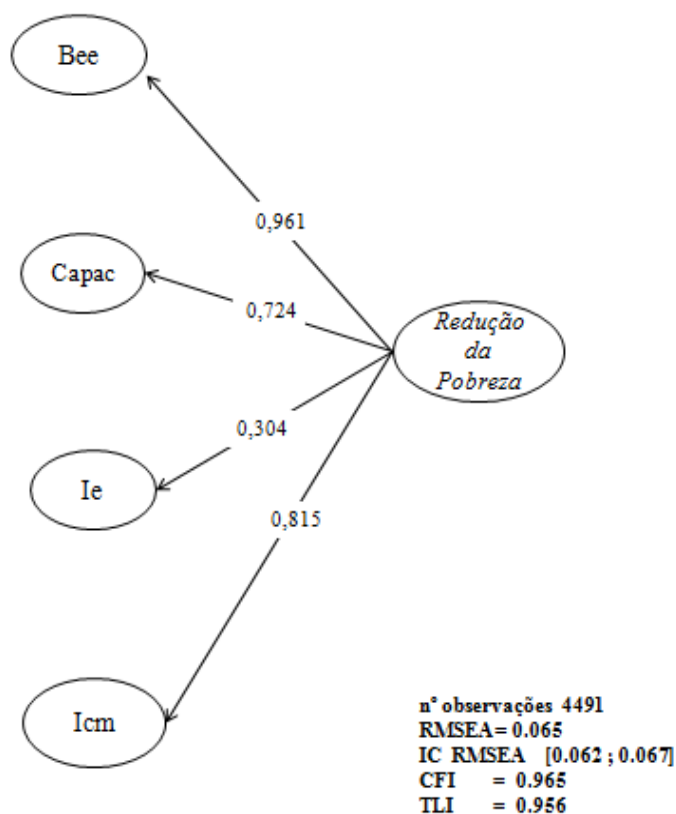 Bee
0,961
Capac
0,724
Redução
da
Pobreza
0,304
Ie
0,815
Icm
n° observações 4491
RMSEA= 0.065
IC RMSEA [0.062 ; 0.067]
CFI = 0.965
TLI = 0.956